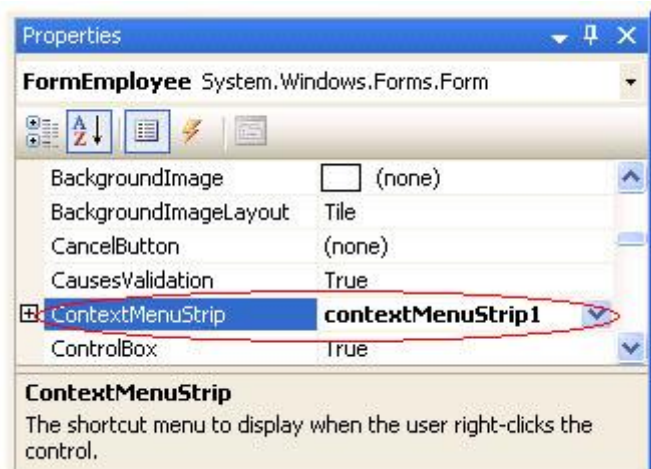 Properties
FormEmployee System.Windows.Forms.Form
A
Z
BackgroundImage (none)
BackgroundImageLayout Tile
CancelButton (none)
CausesValidation True
ContextMenuStrip contextMenuStrip1
ControlBox True
ContextMenuStrip
The shortcut menu to display when the user right-clicks the
control.